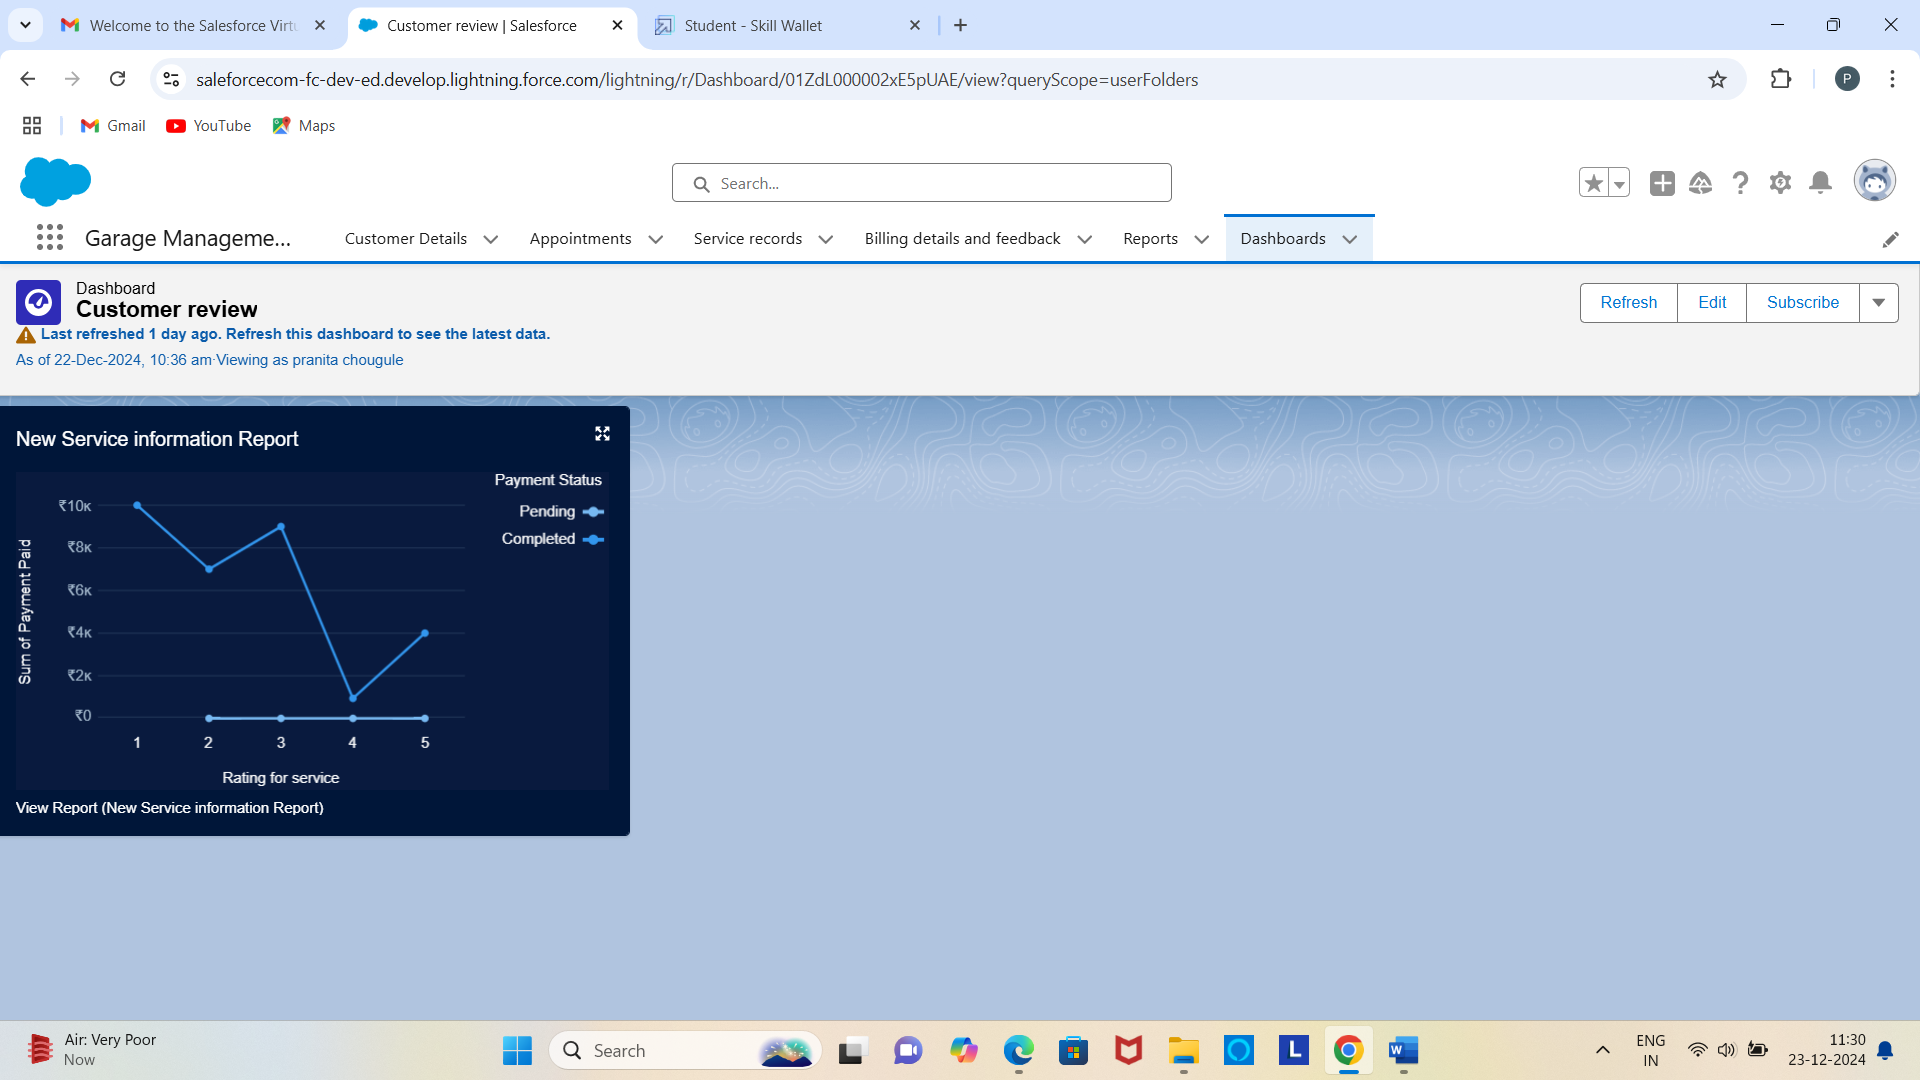 Welcome to the Salesforce Virtu
Customer review | Salesforce
Student - Skill Wallet
saleforcecom-fc-dev-ed.develop.lightning.force.com/lightning/r/Dashboard/01ZdL000002xE5pUAE/view?queryScope=userFolders
P
Gmail
YouTube
Maps
Search...
Garage Manageme...
Customer Details
Appointments
Service records
Billing details and feedback
Reports
Dashboards
Dashboard
Customer review
Last refreshed 1 day ago. Refresh this dashboard to see the latest data.
As of 22-Dec-2024, 10:36 am·Viewing as pranita chougule
Refresh
Edit
Subscribe
New Service information Report
Payment Status
Pending
Completed
Sum of Payment Paid
₹10K
₹8K
₹6K
₹4K
₹2K
₹0
1 2 3 4 5
Rating for service
View Report (New Service information Report)
Air: Very Poor
Now
Search
L
W
ENG
IN
11:30
23-12-2024